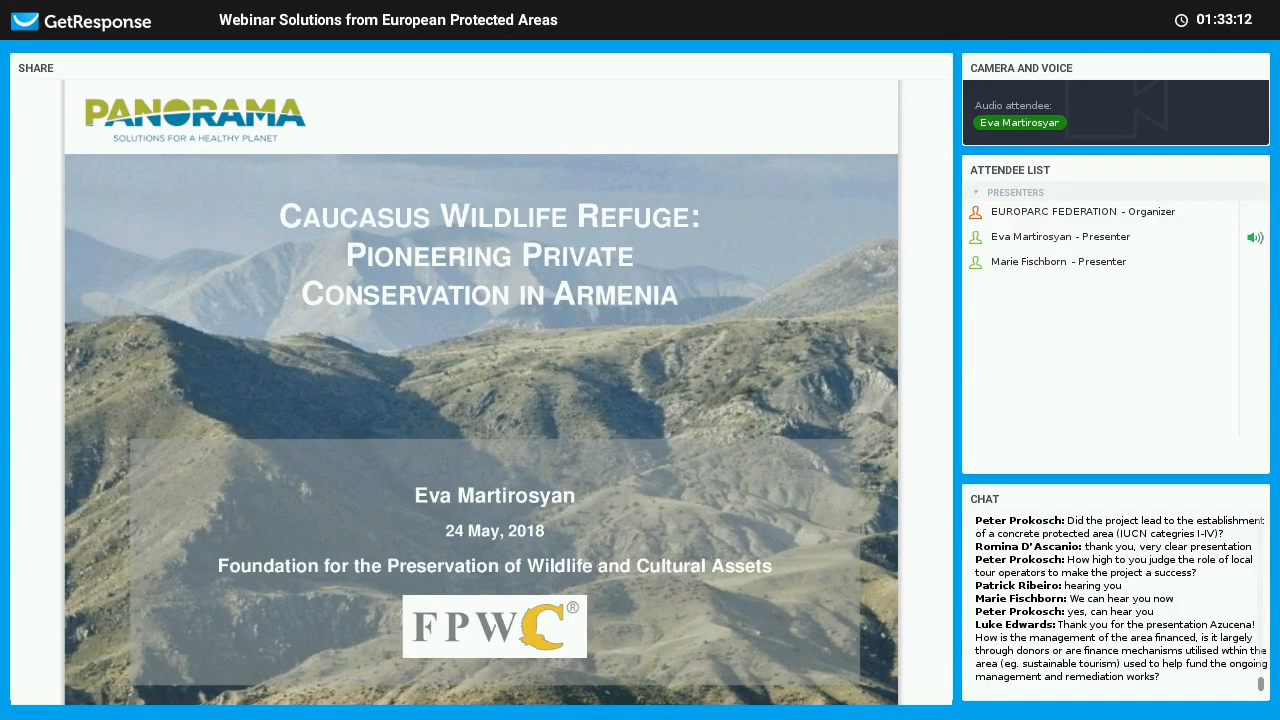 GetResponse
Webinar Solutions from European Protected Areas
01:33:12
SHARE
PANORAMA
SOLUTIONS FOR A HEALTHY PLANET
CAUCASUS WILDLIFE REFUGE:
PIONEERING PRIVATE
CONSERVATION IN ARMENIA
Eva Martirosyan
24 May, 2018
Foundation for the Preservation of Wildlife and Cultural Assets
FPWC®
CAMERA AND VOICE
Audio attendee:
Eva Martirosyan
ATTENDEE LIST
PRESENTERS
EUROPARC FEDERATION - Organizer
Eva Martirosyan - Presenter
Marie Fischborn - Presenter
CHAT
Peter Prokosch: Did the project lead to the establishment
of a concrete protected area (IUCN categries I-IV)?
Romina D'Ascanio: thank you, very clear presentation
Peter Prokosch: How high to you judge the role of local
tour operators to make the project a success?
Patrick Ribeiro: hearing you
Marie Fischborn: We can hear you now
Peter Prokosch: yes, can hear you
Luke Edwards: Thank you for the presentation Azucena!
How is the management of the area financed, is it largely
through donors or are finance mechanisms utilised wthin the
area (eg. sustainable tourism) used to help fund the ongoing
management and remediation works?